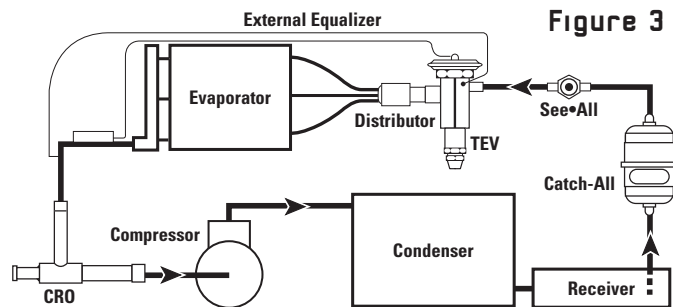 External Equalizer
Figure 3
Evaporator
Distributor
See•All
TEV
Catch-All
Compressor
Condenser
CRO
Receiver